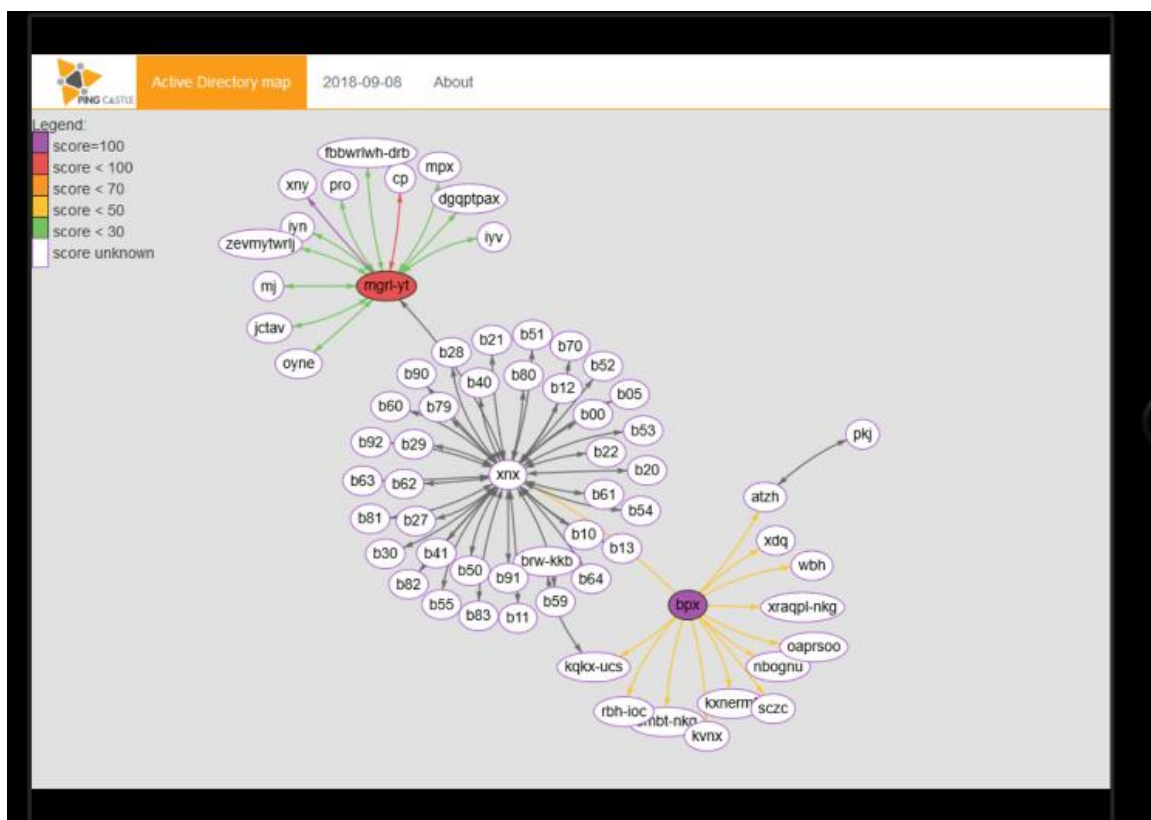 PING CASTLE
Active Directory map 2018-09-08 About
Legend:
score=100
score < 100
score < 70
score < 50
score < 30
score unknown
fbbwrlwh-drb
mpx
cp
pro
xny
dgqptpax
iyn
iyv
zevmytwrlj
mj
mgrl-yt
jctav
oyne
b51
b21
b70
b28
b52
b90
b80
b40
b12
b05
b60
b79
b00
b53
pkj
b92
b29
b22
b20
xnx
b63
b62
b61
atzh
b54
b81
b27
b10
xdq
b30
b41
b13
brw-kkb
wbh
b82
b50
b91
b64
b55
b59
bpx
xraqpl-nkg
b83
b11
oaprsoo
kqkx-ucs
nbognu
kxnerm
sczc
rbh-ioc
kvnx